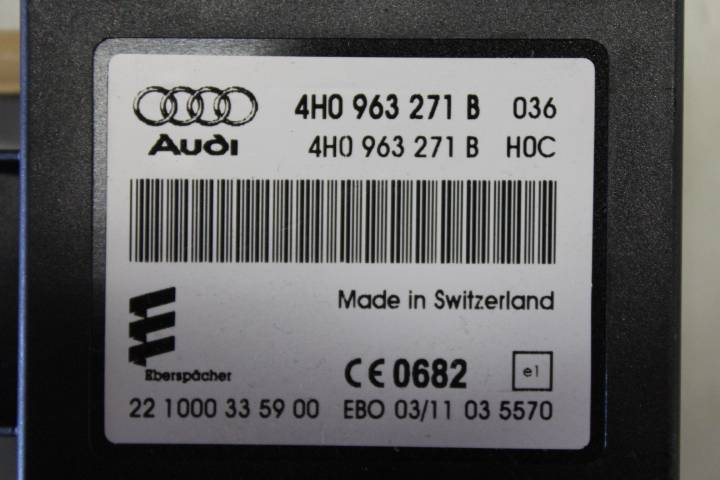 4H0 963 271 B 036
Audi 4H0 963 271 B H0C
Made in Switzerland
Eberspächer CE 0682 e1
22 1000 33 59 00 EBO 03/11 03 5570